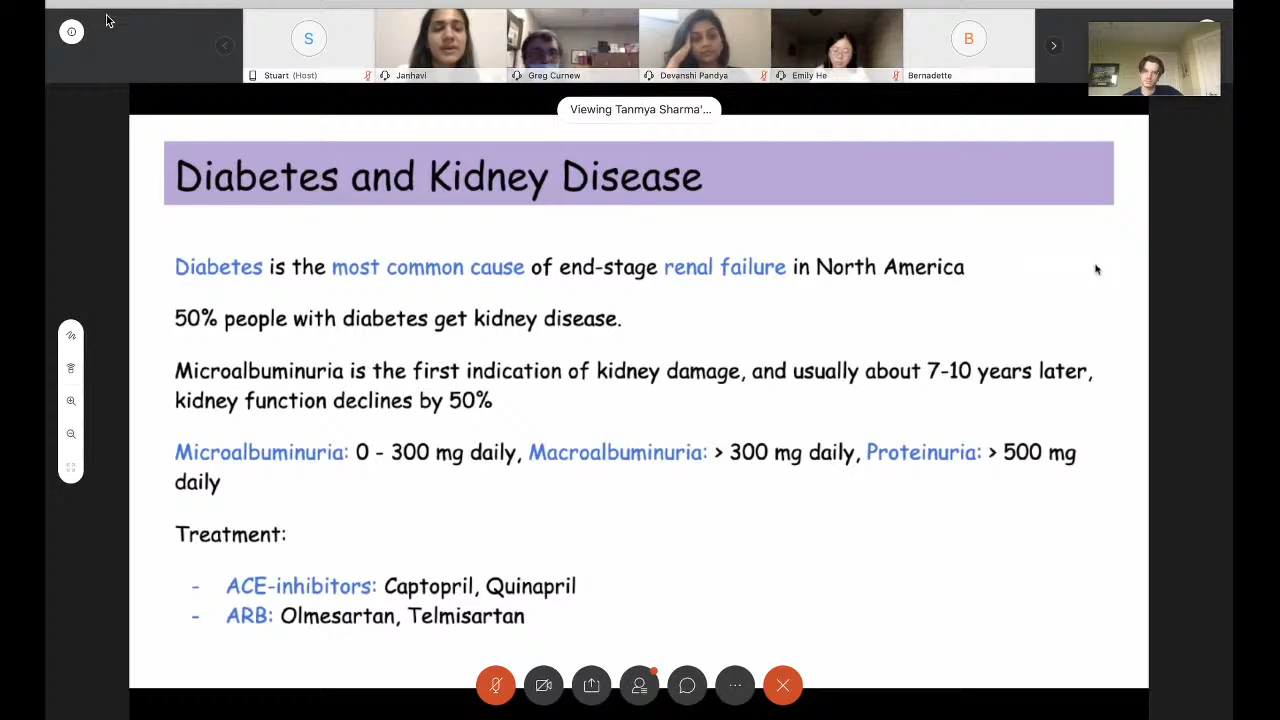 S
B
Stuart (Host)
Janhavi
Greg Curnew
Devanshi Pandya
Emily He
Bernadette
Viewing Tanmya Sharma'...
Diabetes and Kidney Disease
Diabetes is the most common cause of end-stage renal failure in North America
50% people with diabetes get kidney disease.
Microalbuminuria is the first indication of kidney damage, and usually about 7-10 years later,
kidney function declines by 50%
Microalbuminuria: 0 - 300 mg daily, Macroalbuminuria: > 300 mg daily, Proteinuria: > 500 mg
daily
Treatment:
- ACE-inhibitors: Captopril, Quinapril
- ARB: Olmesartan, Telmisartan